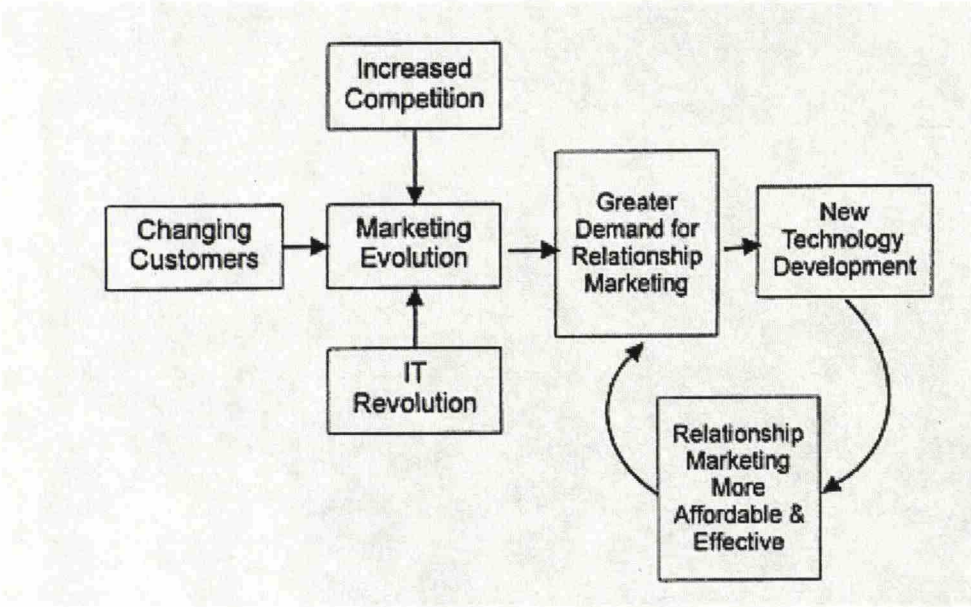 Increased
Competition
Changing
Customers
Marketing
Evolution
IT
Revolution
Greater
Demand for
Relationship
Marketing
New
Technology
Development
Relationship
Marketing
More
Affordable &
Effective